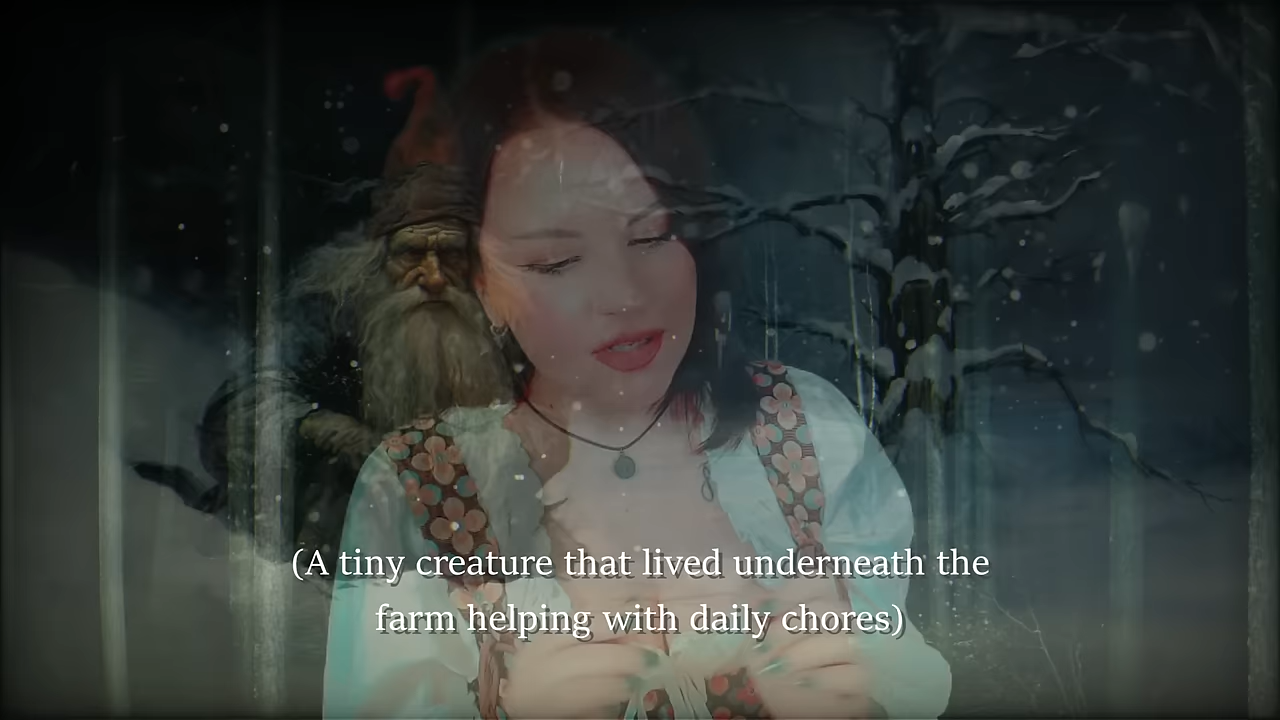 (A tiny creature that lived underneath the
farm helping with daily chores)